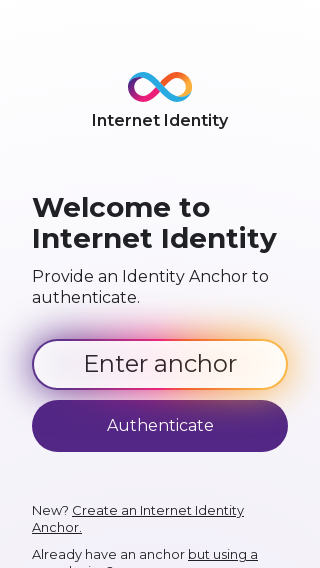 Internet Identity
Welcome to
Internet Identity
Provide an Identity Anchor to
authenticate.
Enter anchor
Authenticate
New? Create an Internet Identity
Anchor.
Already have an anchor but using a